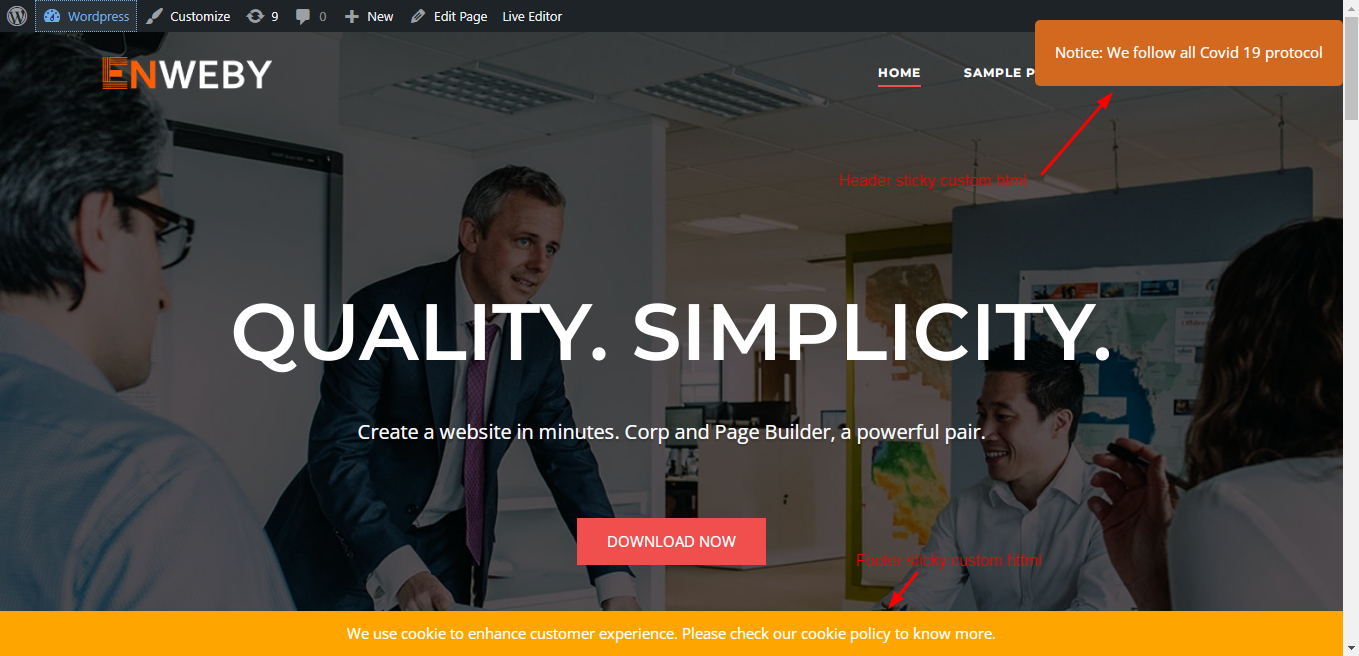 Wordpress Customize 9 0 New Edit Page Live Editor
Notice: We follow all Covid 19 protocol
ENWEBY
HOME SAMPLE P
Header sticky custom html
QUALITY. SIMPLICITY.
Create a website in minutes. Corp and Page Builder, a powerful pair.
DOWNLOAD NOW
Footer sticky custom html
We use cookie to enhance customer experience. Please check our cookie policy to know more.